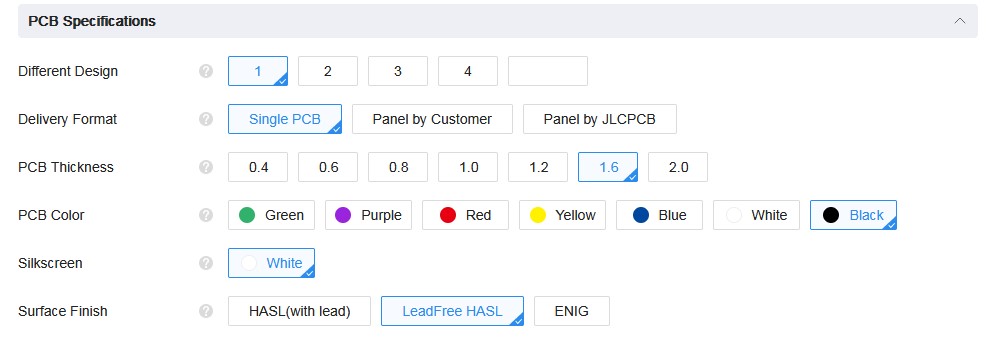 PCB Specifications
Different Design ? 1 2 3 4
Delivery Format ? Single PCB Panel by Customer Panel by JLCPCB
PCB Thickness ? 0.4 0.6 0.8 1.0 1.2 1.6 2.0
PCB Color ? Green Purple Red Yellow Blue White Black
Silkscreen ? White
Surface Finish ? HASL(with lead) LeadFree HASL ENIG